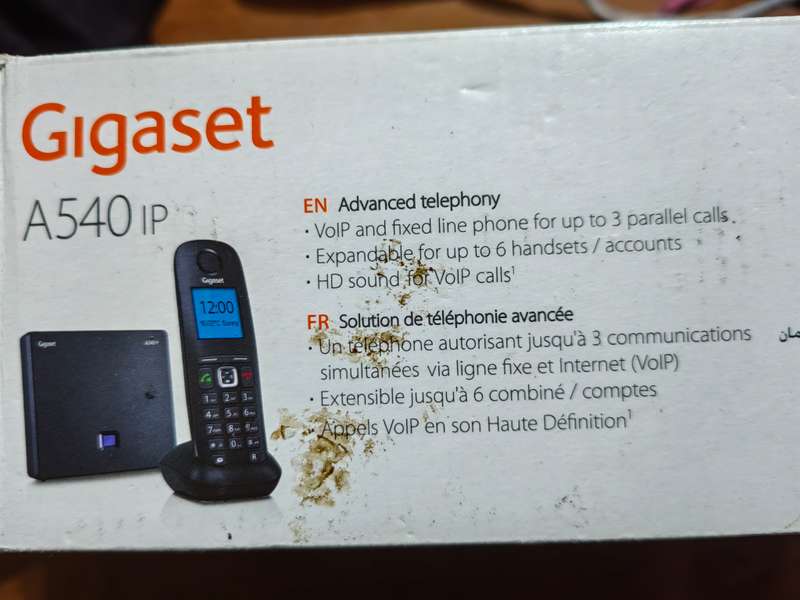 Gigaset
A540 IP
EN Advanced telephony
· VoIP and fixed line phone for up to 3 parallel calls.
· Expandable for up to 6 handsets / accounts
· HD sound for VoIP calls¹
FR Solution de téléphonie avancée
· Un téléphone autorisant jusqu'à 3 communications
simultanées via ligne fixe et Internet (VoIP)
· Extensible jusqu'à 6 combiné / comptes
· Appels VoIP en son Haute Définition¹
Gigaset
12:00
Gigaset